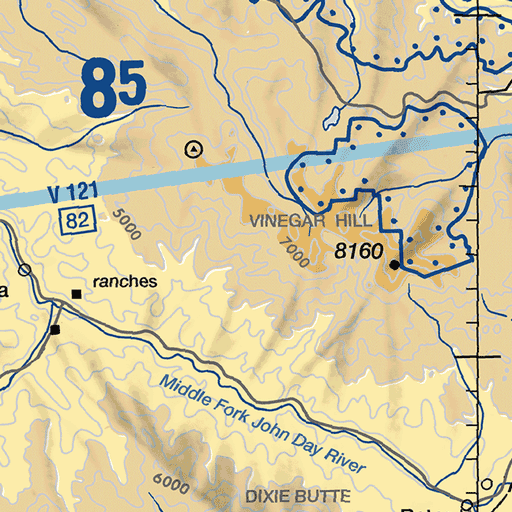 85
V 121
82
5000
VINEGAR HILL
7000
8160
ranches
a
Middle Fork John Day River
6000
DIXIE BUTTE